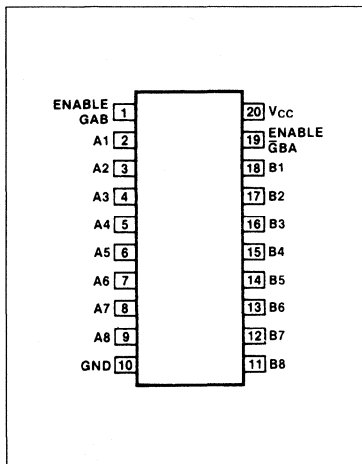 ENABLE
GAB 1 20 VCC
A1 2 19 ENABLE
G̅BA
A2 3 18 B1
A3 4 17 B2
A4 5 16 B3
A5 6 15 B4
A6 7 14 B5
A7 8 13 B6
A8 9 12 B7
GND 10 11 B8